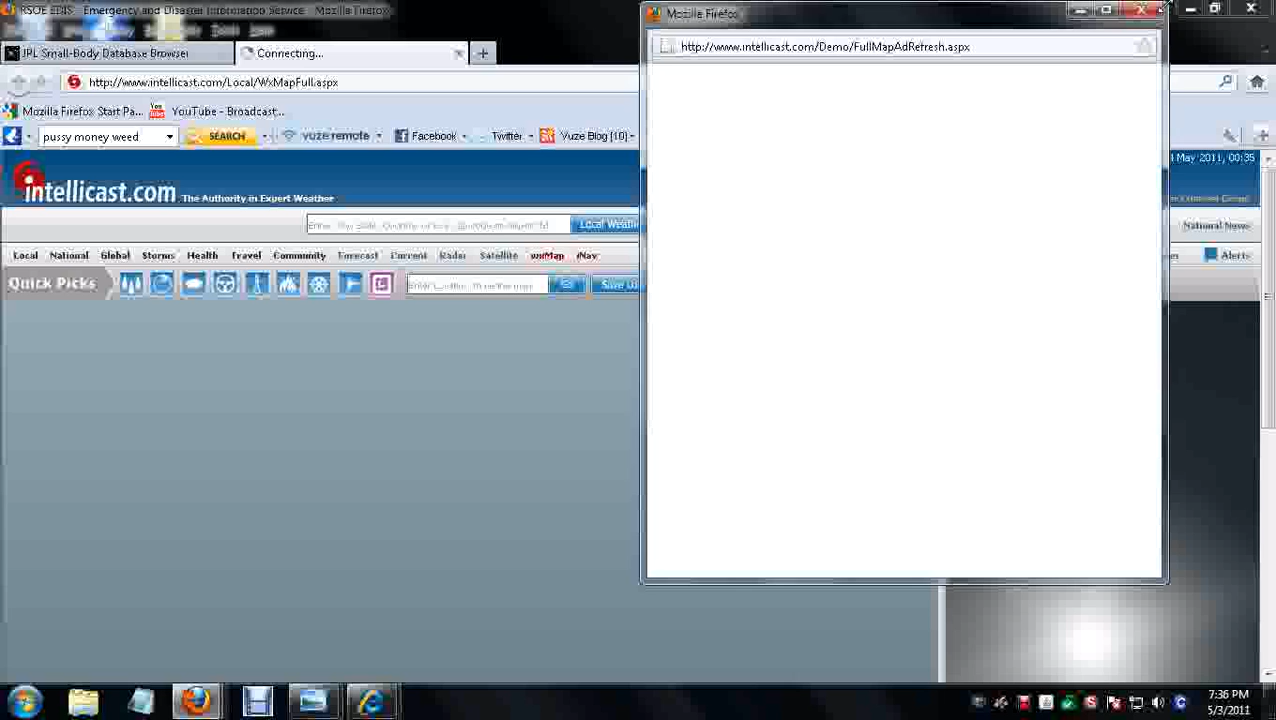 RSOE EDIS - Emergency and Disaster Information Service - Mozilla Firefox
Mozilla Firefox
JPL Small-Body Database Browser
Connecting...
http://www.intellicast.com/Demo/FullMapAdRefresh.aspx
http://www.intellicast.com/Local/WxMapFull.aspx
Mozilla Firefox Start Pa...
YouTube - Broadcast...
pussy money weed
SEARCH
vuze remote
Facebook
Twitter
Vuze Blog [10]
May 2011, 00:35
intellicast.com
The Authority in Expert Weather
Local Weathe
National News
Local
National
Global
Storms
Health
Travel
Community
Forecast
Current
Radar
Satellite
wxMap
iNav
Alerts
Quick Picks
Save
7:36 PM
5/3/2011